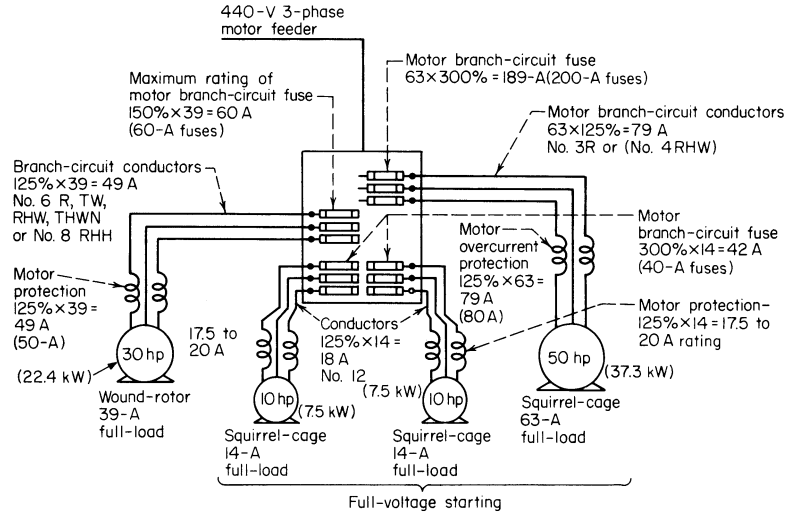 440-V 3-phase
motor feeder
Motor branch-circuit fuse
63×300% = 189-A(200-A fuses)
Maximum rating of
motor branch-circuit fuse
150%×39=60 A
(60-A fuses)
Motor branch-circuit conductors
63×125%=79 A
No. 3R or (No. 4RHW)
Branch-circuit conductors
125%×39=49 A
No. 6 R, TW,
RHW, THWN
or No. 8 RHH
Motor
overcurrent
protection
125%×63=
79 A
(80A)
Motor
branch-circuit fuse
300%×14=42 A
(40-A fuses)
Motor
protection
125%×39=
49 A
(50-A)
17.5 to
20 A
Conductors
125%×14=
18 A
No. 12
Motor protection-
125%×14=17.5 to
20 A rating
30 hp
(22.4 kW)
Wound-rotor
39-A
full-load
10 hp
(7.5 kW)
Squirrel-cage
14-A
full-load
10 hp
(7.5 kW)
Squirrel-cage
14-A
full-load
50 hp
(37.3 kW)
Squirrel-cage
63-A
full-load
Full-voltage starting